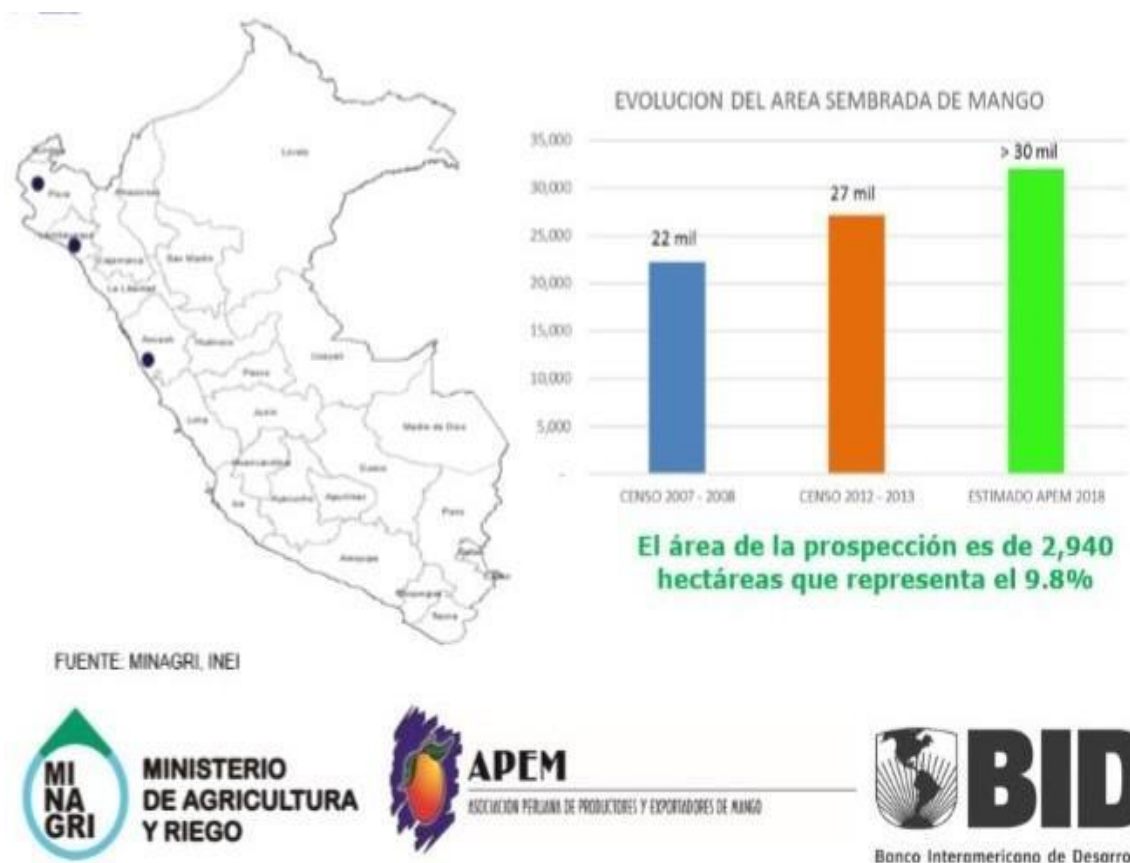 EVOLUCION DEL AREA SEMBRADA DE MANGO
35,000
30,000
25,000
20,000
15,000
10,000
5,000
-
22 mil
27 mil
> 30 mil
CENSO 2007 - 2008
CENSO 2012 - 2013
ESTIMADO APEM 2018
El área de la prospección es de 2,940
hectáreas que representa el 9.8%
Loreto
Piura
Amazonas
Lambayeque
Cajamarca
San Martin
La Libertad
Ancash
Huanuco
Ucayali
Pasco
Junin
Lima
Madre de Dios
Huancavelica
Cusco
Ica
Ayacucho
Apurimac
Puno
Arequipa
Moquegua
Tacna
FUENTE: MINAGRI, INEI
MI
NA
GRI
MINISTERIO
DE AGRICULTURA
Y RIEGO
APEM
ASOCIACION PERUANA DE PRODUCTORES Y EXPORTADORES DE MANGO
BID
Banco Interamericano de Desarro